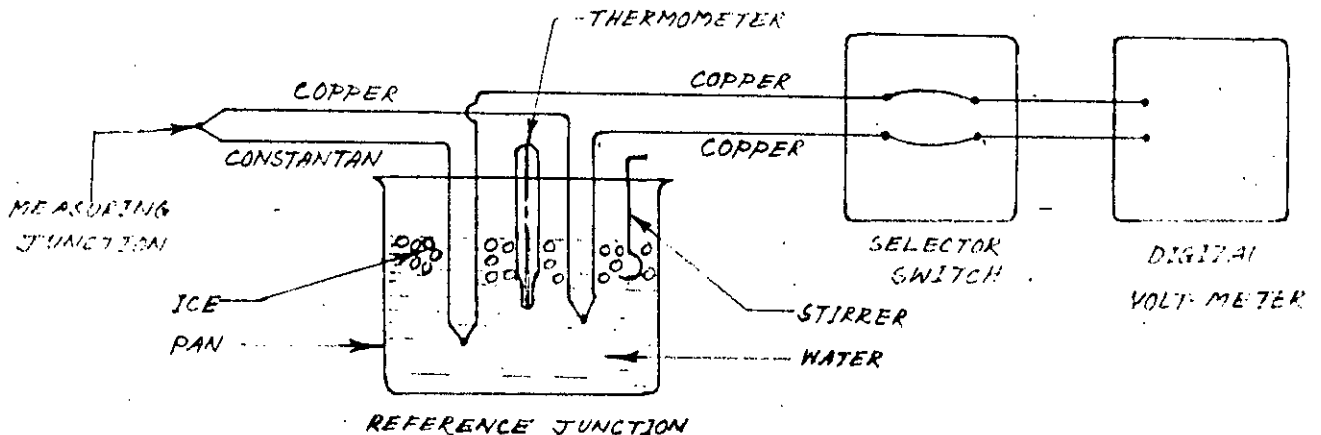 THERMOMETER
COPPER
COPPER
CONSTANTAN
COPPER
MEASURING
JUNCTION
SELECTOR
SWITCH
DIGITAL
VOLT-METER
ICE
STIRRER
PAN
WATER
REFERENCE JUNCTION